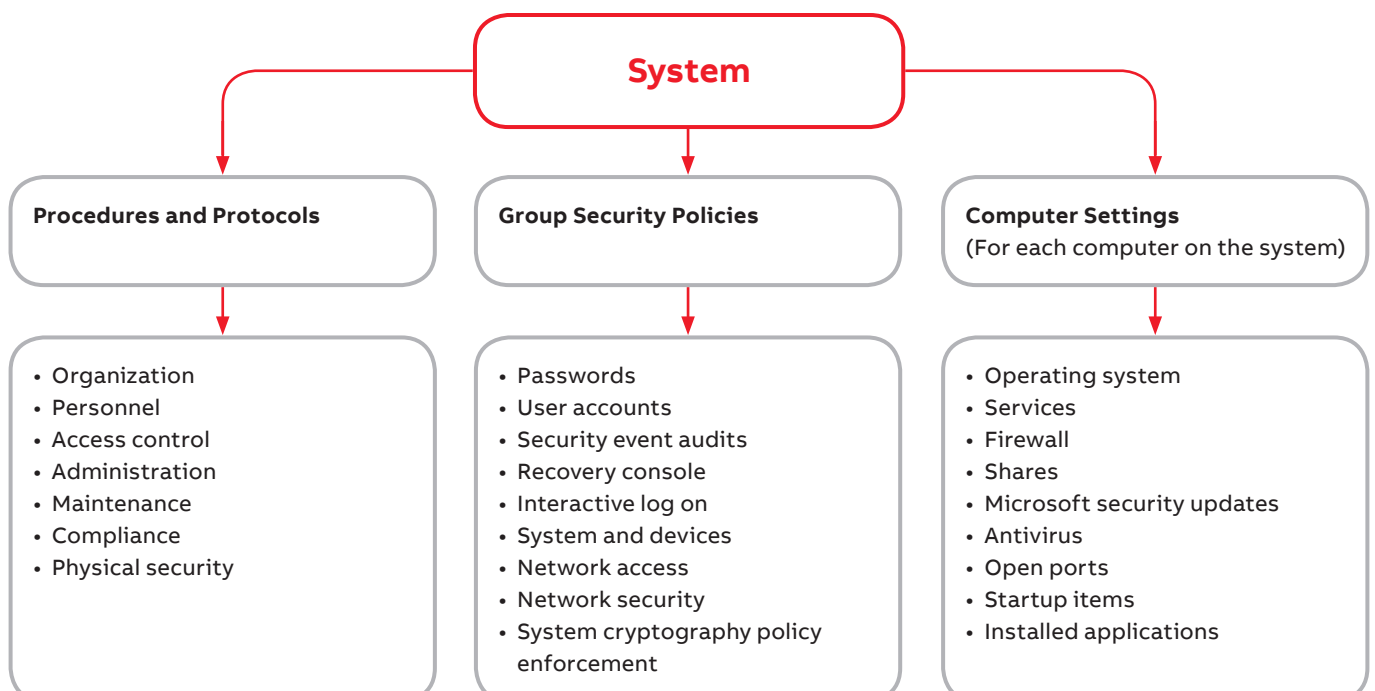 System
Procedures and Protocols
Group Security Policies
Computer Settings
(For each computer on the system)
• Organization
• Personnel
• Access control
• Administration
• Maintenance
• Compliance
• Physical security
• Passwords
• User accounts
• Security event audits
• Recovery console
• Interactive log on
• System and devices
• Network access
• Network security
• System cryptography policy
enforcement
• Operating system
• Services
• Firewall
• Shares
• Microsoft security updates
• Antivirus
• Open ports
• Startup items
• Installed applications